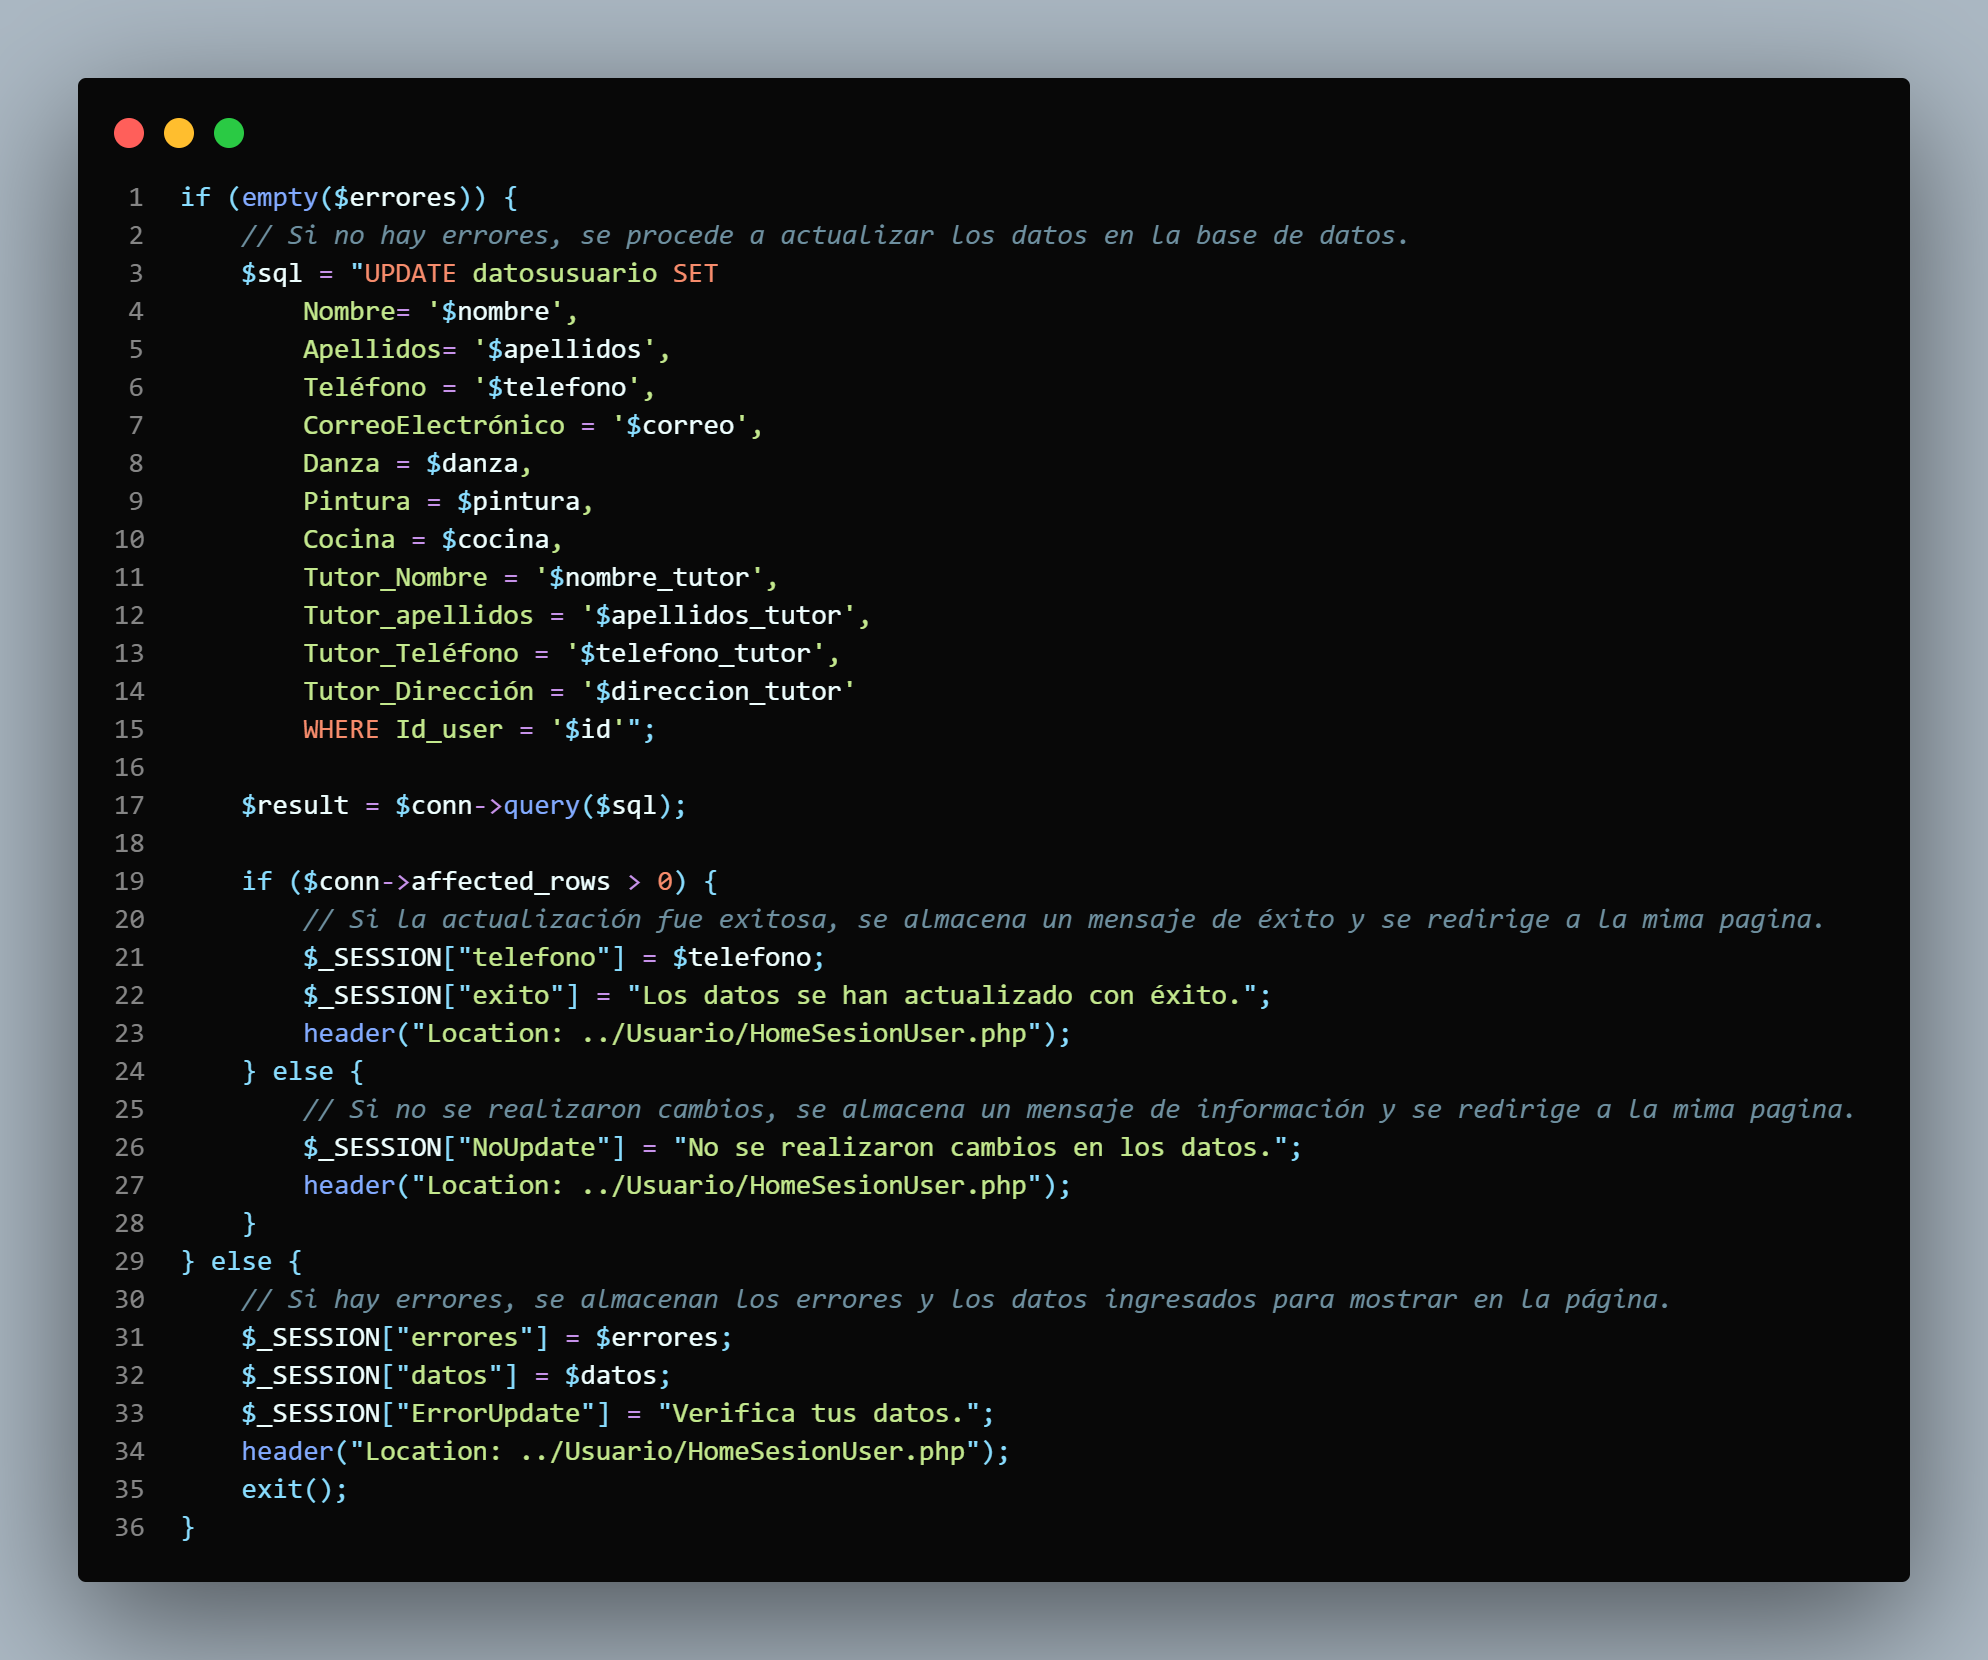 1 if (empty($errores)) {
2     // Si no hay errores, se procede a actualizar los datos en la base de datos.
3     $sql = "UPDATE datosusuario SET
4         Nombre= '$nombre',
5         Apellidos= '$apellidos',
6         Teléfono = '$telefono',
7         CorreoElectrónico = '$correo',
8         Danza = $danza,
9         Pintura = $pintura,
10         Cocina = $cocina,
11         Tutor_Nombre = '$nombre_tutor',
12         Tutor_apellidos = '$apellidos_tutor',
13         Tutor_Teléfono = '$telefono_tutor',
14         Tutor_Dirección = '$direccion_tutor'
15         WHERE Id_user = '$id'";
16
17     $result = $conn->query($sql);
18
19     if ($conn->affected_rows > 0) {
20         // Si la actualización fue exitosa, se almacena un mensaje de éxito y se redirige a la mima pagina.
21         $_SESSION["telefono"] = $telefono;
22         $_SESSION["exito"] = "Los datos se han actualizado con éxito.";
23         header("Location: ../Usuario/HomeSesionUser.php");
24     } else {
25         // Si no se realizaron cambios, se almacena un mensaje de información y se redirige a la mima pagina.
26         $_SESSION["NoUpdate"] = "No se realizaron cambios en los datos.";
27         header("Location: ../Usuario/HomeSesionUser.php");
28     }
29 } else {
30     // Si hay errores, se almacenan los errores y los datos ingresados para mostrar en la página.
31     $_SESSION["errores"] = $errores;
32     $_SESSION["datos"] = $datos;
33     $_SESSION["ErrorUpdate"] = "Verifica tus datos.";
34     header("Location: ../Usuario/HomeSesionUser.php");
35     exit();
36 }